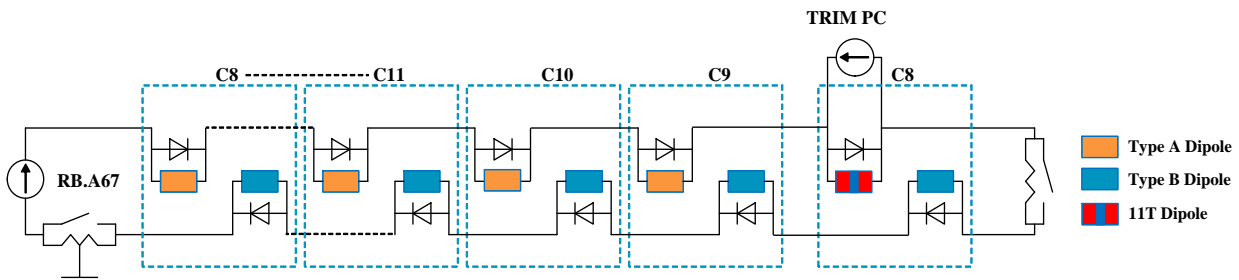 TRIM PC
C8
C11
C10
C9
C8
RB.A67
Type A Dipole
Type B Dipole
11T Dipole